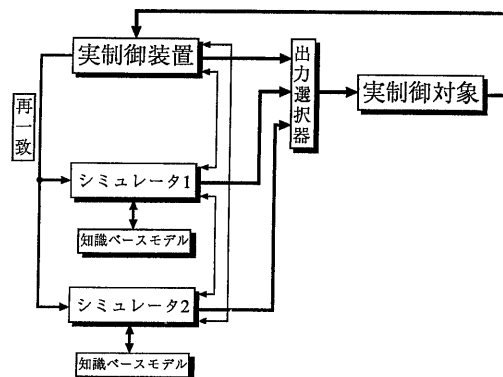 実制御装置
出力選択器
実制御対象
再一致
シミュレータ1
知識ベースモデル
シミュレータ2
知識ベースモデル